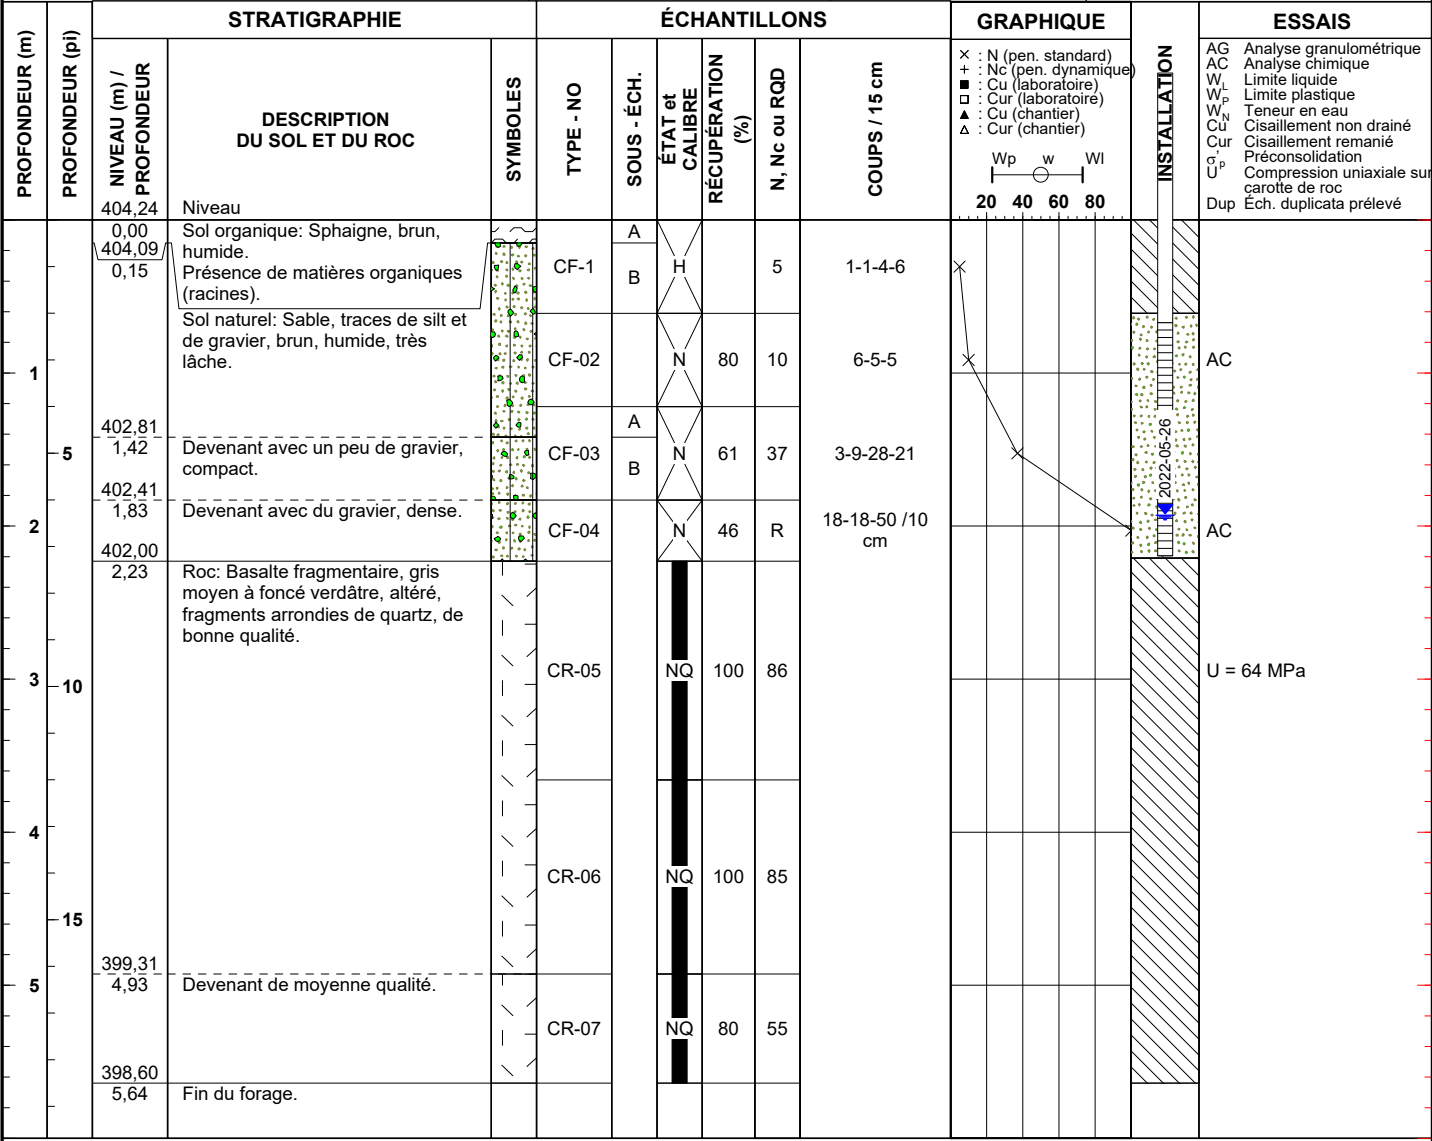 STRATIGRAPHIE
ÉCHANTILLONS
GRAPHIQUE
ESSAIS
PROFONDEUR (m)
PROFONDEUR (pi)
NIVEAU (m) /
PROFONDEUR
DESCRIPTION
DU SOL ET DU ROC
SYMBOLES
TYPE - NO
SOUS - ÉCH.
ÉTAT et
CALIBRE
RÉCUPÉRATION
(%)
N, Nc ou RQD
COUPS / 15 cm
× : N (pen. standard)
+ : Nc (pen. dynamique)
■ : Cu (laboratoire)
□ : Cur (laboratoire)
▲ : Cu (chantier)
△ : Cur (chantier)
Wp w Wl
20 40 60 80
INSTALLATION
AG Analyse granulométrique
AC Analyse chimique
WL Limite liquide
WP Limite plastique
WN Teneur en eau
Cu Cisaillement non drainé
Cur Cisaillement remanié
σ'p Préconsolidation
U Compression uniaxiale sur
carotte de roc
Dup Éch. duplicata prélevé
404,24 Niveau
0,00 Sol organique: Sphaigne, brun,
404,09 humide.
0,15 Présence de matières organiques
(racines).
A
CF-1 B H 5 1-1-4-6
Sol naturel: Sable, traces de silt et
de gravier, brun, humide, très
lâche.
CF-02 N 80 10 6-5-5 AC
1
402,81
1,42 Devenant avec un peu de gravier,
compact.
A
5
CF-03 B N 61 37 3-9-28-21
2022-05-26
402,41
1,83 Devenant avec du gravier, dense.
2
CF-04 N 46 R 18-18-50 /10
cm
AC
402,00
2,23 Roc: Basalte fragmentaire, gris
moyen à foncé verdâtre, altéré,
fragments arrondies de quartz, de
bonne qualité.
3 10
CR-05 NQ 100 86 U = 64 MPa
4
CR-06 NQ 100 85
15
399,31
4,93 Devenant de moyenne qualité.
5
CR-07 NQ 80 55
398,60
5,64 Fin du forage.